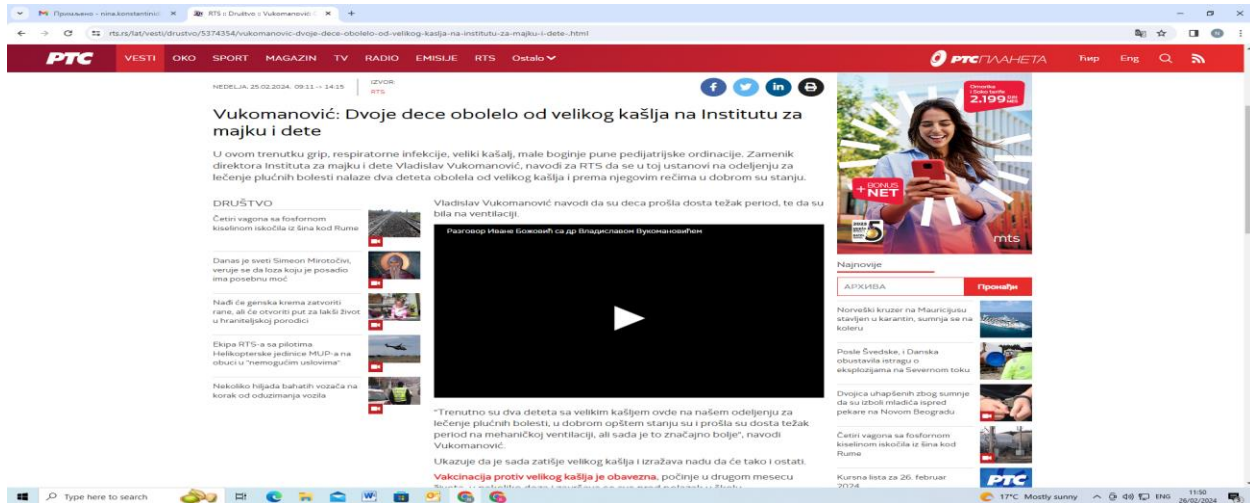 Примљено - nina.konstantinic
RTS :: Društvo :: Vukomanović: D
rts.rs/lat/vesti/drustvo/5374354/vukomanovic-dvoje-dece-obolelo-od-velikog-kaslja-na-institutu-za-majku-i-dete-.html
РТС VESTI OKO SPORT MAGAZIN TV RADIO EMISIJE RTS Ostalo РТС ПЛАНЕТА Ћир Eng
NEDELJA, 25.02.2024, 09:11 -> 14:15
IZVOR:
RTS
Vukomanović: Dvoje dece obolelo od velikog kašlja na Institutu za
majku i dete
U ovom trenutku grip, respiratorne infekcije, veliki kašalj, male boginje pune pedijatrijske ordinacije. Zamenik
direktora Instituta za majku i dete Vladislav Vukomanović, navodi za RTS da se u toj ustanovi na odeljenju za
lečenje plućnih bolesti nalaze dva deteta obolela od velikog kašlja i prema njegovim rečima u dobrom su stanju.
DRUŠTVO
Četiri vagona sa fosfornom
kiselinom iskočila iz šina kod Rume
Danas je sveti Simeon Mirotočivi,
veruje se da loza koju je posadio
ima posebnu moć
Nađi će genska krema zatvoriti
rane, ali će otvoriti put za lakši život
u hraniteljskoj porodici
Ekipa RTS-a sa pilotima
Helikopterske jedinice MUP-a na
obuci u "nemogućim uslovima"
Nekoliko hiljada bahatih vozača na
korak od oduzimanja vozila
Vladislav Vukomanović navodi da su deca prošla dosta težak period, te da su
bila na ventilaciji.
Разговор Иване Божовић са др Владиславом Вукомановићем
"Trenutno su dva deteta sa velikim kašljem ovde na našem odeljenju za
lečenje plućnih bolesti, u dobrom opštem stanju su i prošla su dosta težak
period na mehaničkoj ventilaciji, ali sada je to značajno bolje", navodi
Vukomanović.
Ukazuje da je sada zatišje velikog kašlja i izražava nadu da će tako i ostati.
Vakcinacija protiv velikog kašlja je obavezna, počinje u drugom mesecu
Omorika
2.199
+ BONUS
NET
mts
Najnovije
АРХИВА Пронађи
Norveški kruzer na Mauricijusu
stavljen u karantin, sumnja se na
koleru
Posle Švedske, i Danska
obustavila istragu o
eksplozijama na Severnom toku
Dvojica uhapšenih zbog sumnje
da su izboli mladića ispred
pekare na Novom Beogradu
Četiri vagona sa fosfornom
kiselinom iskočila iz šina kod
Rume
Kursna lista za 26. februar
2024.
РТС
Type here to search
17°C Mostly sunny ENG 11:50
26/02/2024